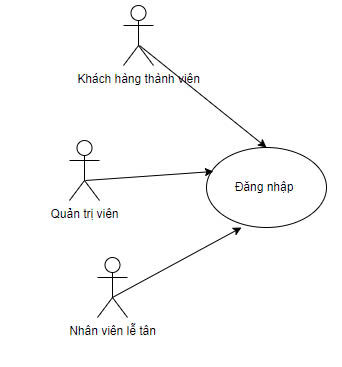 Khách hàng thành viên
Quản trị viên
Đăng nhập
Nhân viên lễ tân